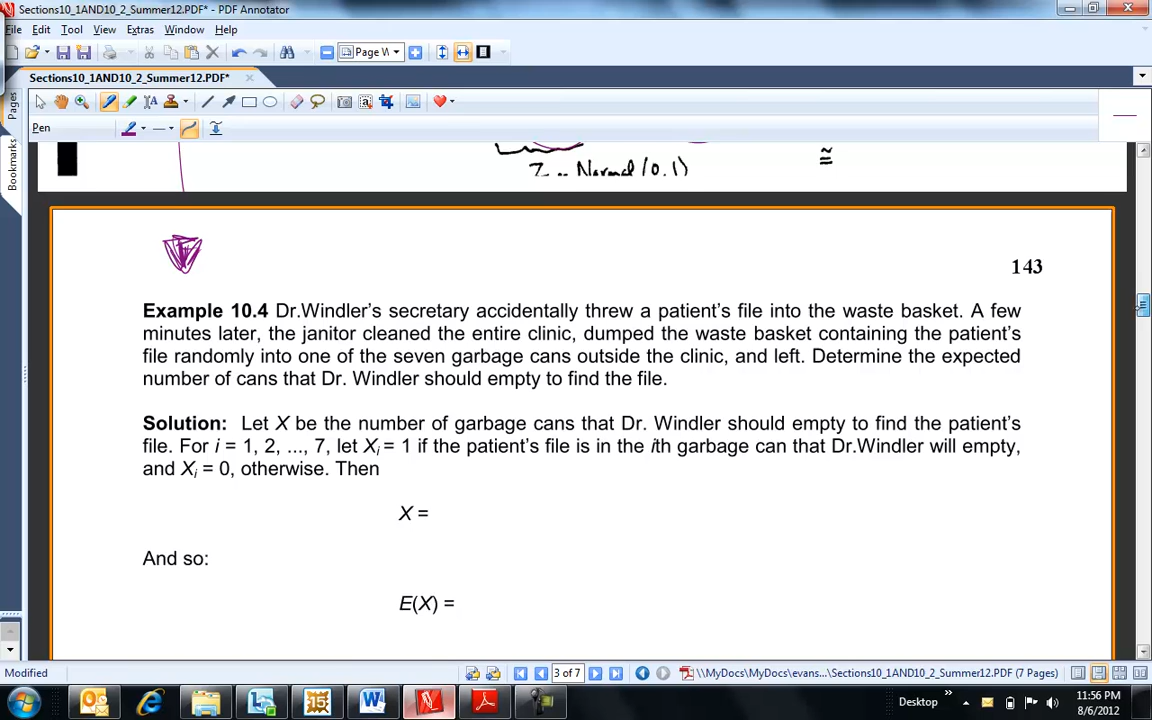 Sections10_1AND10_2_Summer12.PDF* - PDF Annotator
File Edit Tool View Extras Window Help
Page W
Sections10_1AND10_2_Summer12.PDF*
Pages
Bookmarks
Pen
≅
Z ~ Normal (0,1)
143
Example 10.4 Dr.Windler's secretary accidentally threw a patient's file into the waste basket. A few
minutes later, the janitor cleaned the entire clinic, dumped the waste basket containing the patient's
file randomly into one of the seven garbage cans outside the clinic, and left. Determine the expected
number of cans that Dr. Windler should empty to find the file.
Solution: Let X be the number of garbage cans that Dr. Windler should empty to find the patient's
file. For i = 1, 2, ..., 7, let Xi = 1 if the patient's file is in the ith garbage can that Dr.Windler will empty,
and Xi = 0, otherwise. Then
X =
And so:
E(X) =
Modified
3 of 7
\\MyDocs\MyDocs\evans...\Sections10_1AND10_2_Summer12.PDF (7 Pages)
Desktop
11:56 PM
8/6/2012